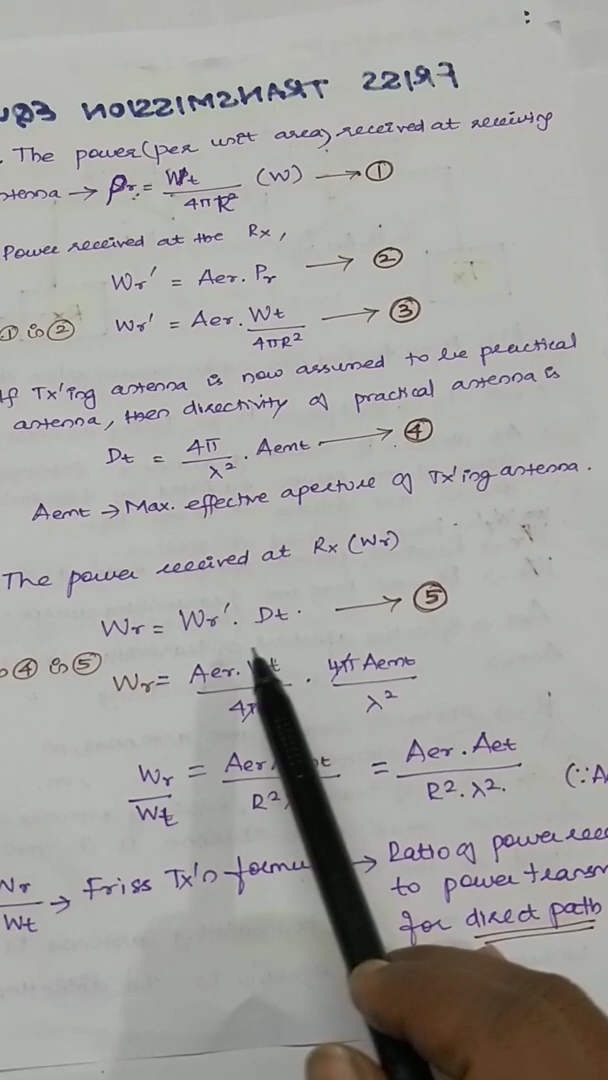 FRISS TRANSMISSION
The power (per unit area) received at receiving
→ Pr = Wt / 4πR² (W) → ①
Power received at the Rx,
Wr' = Aer. Pr → ②
① in ② Wr' = Aer. Wt / 4πR² → ③
If Tx'ing antenna is now assumed to be practical
antenna, then directivity of practical antenna is
Dt = 4π / λ² . Aemt → ④
Aemt → Max. effective aperture of Tx'ing antenna.
The power received at Rx (Wr)
Wr = Wr'. Dt. → ⑤
④ in ⑤ Wr = Aer. / . 4π Aemt / λ²
Wr / Wt = / R² = Aer. Aet / R². λ². (∵
Wr / Wt → Friss Tx'n → Ratio of power
to power
for direct path